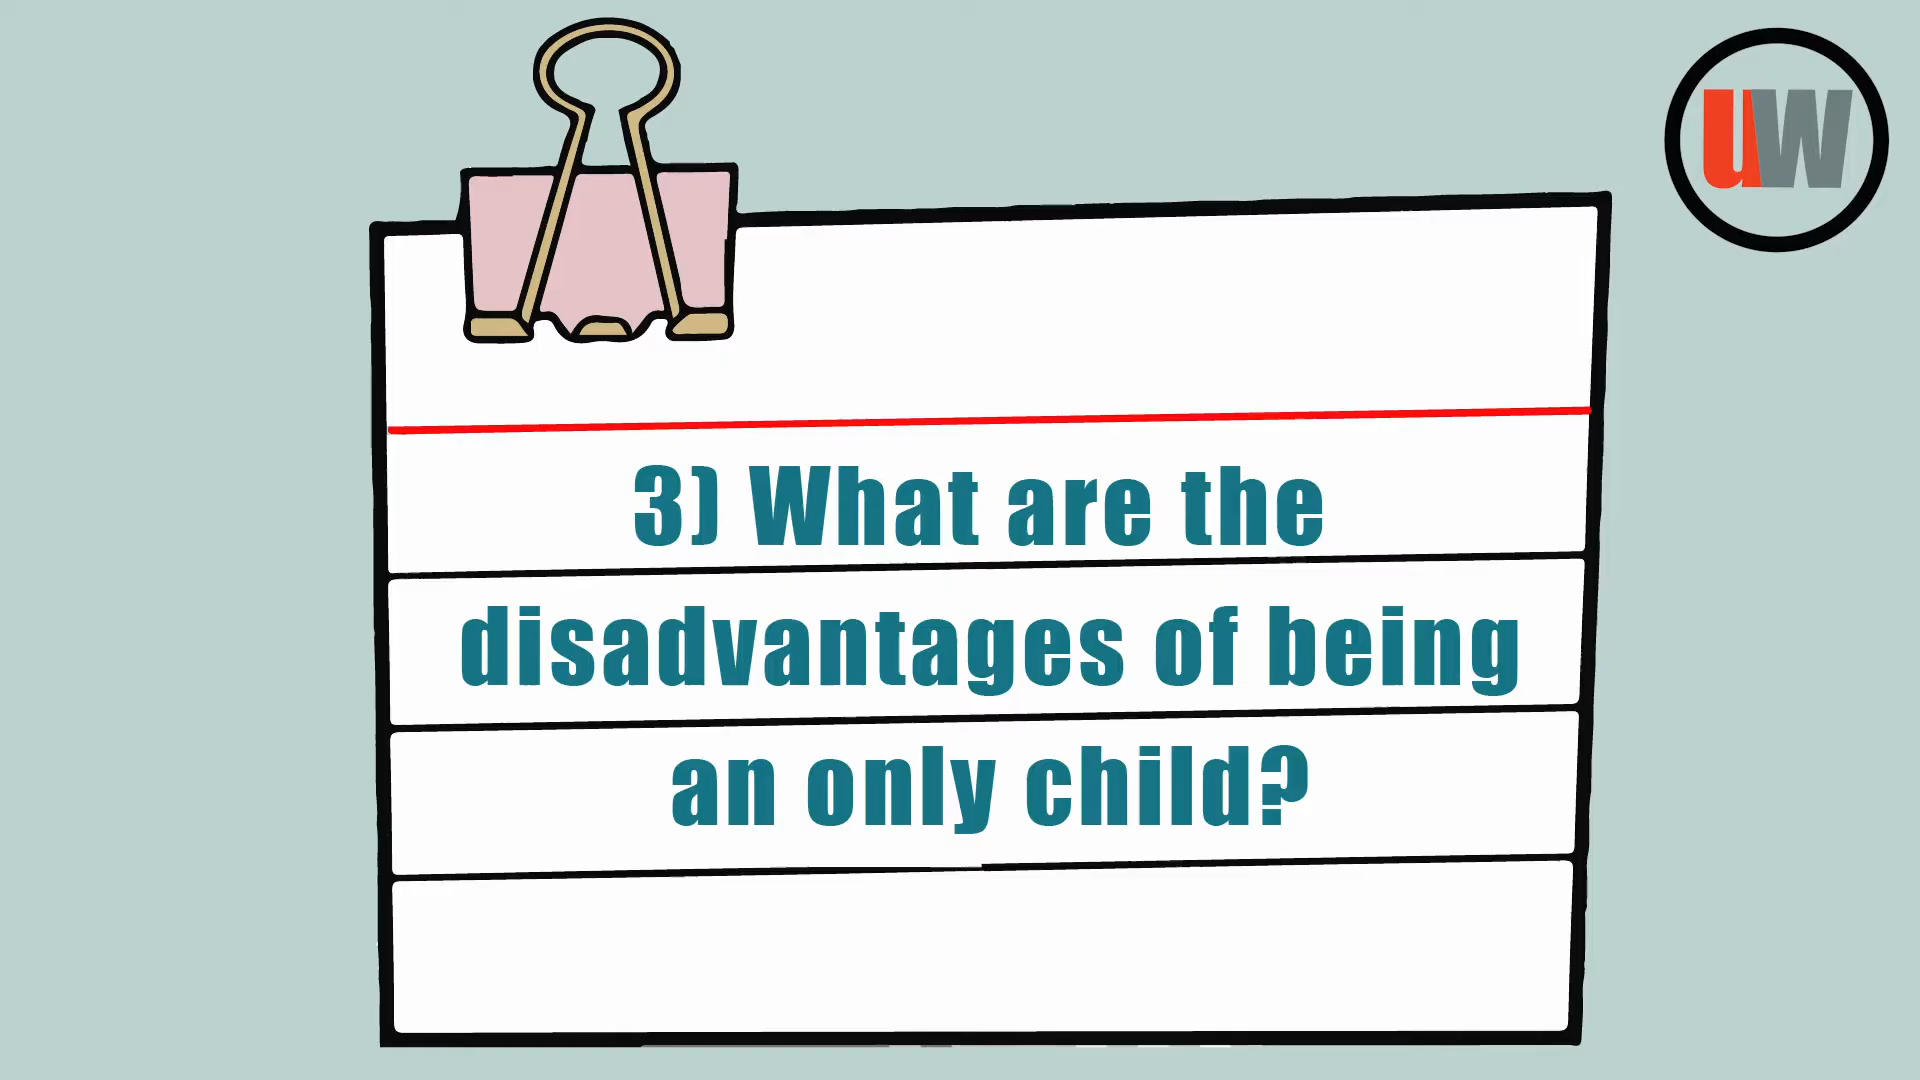 uW
3) What are the
disadvantages of being
an only child?